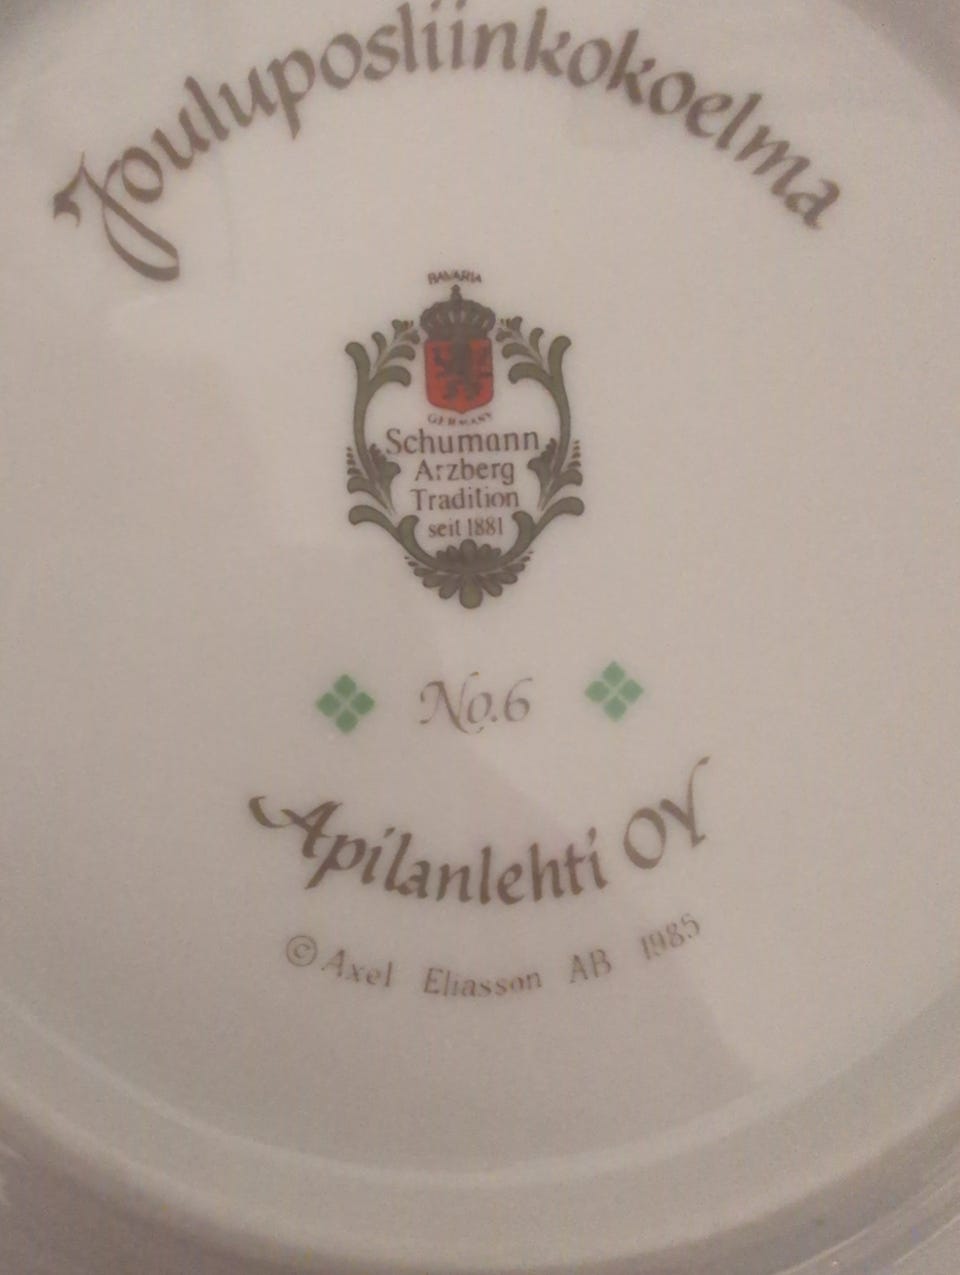 Jouluposliinkokoelma
BAVARIA
GERMANY
Schumann
Arzberg
Tradition
seit 1881
No.6
Apilanlehti OY
© Axel Eliasson AB 1985